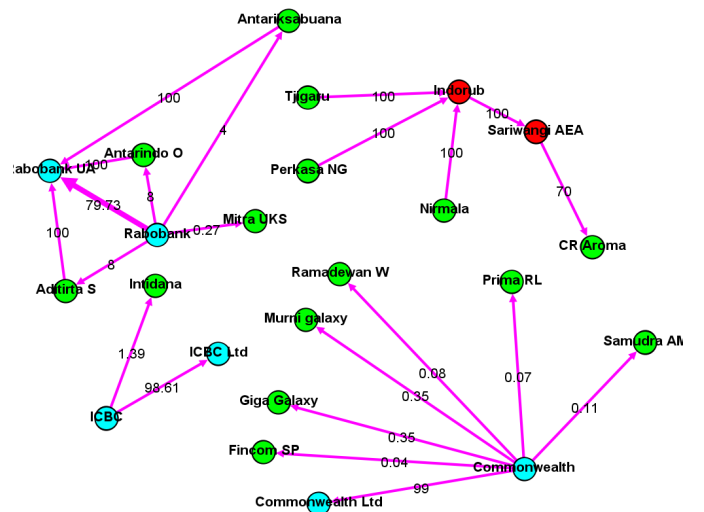 Antariksabuana
100
4
Tjigaru
100
Indorub
100
Sariwangi AEA
100
Perkasa NG
100
Nirmala
70
CR Aroma
Rabobank UA
100
Antarindo O
79.73
8
Mitra UKS
0.27
Rabobank
100
8
Aditirta S
Intidana
1.39
ICBC Ltd
98.61
ICBC
Ramadewan W
Prima RL
Murni galaxy
Samudra AM
0.08
0.07
0.35
Giga Galaxy
0.11
0.35
Fincom SP
0.04
Commonwealth
99
Commonwealth Ltd